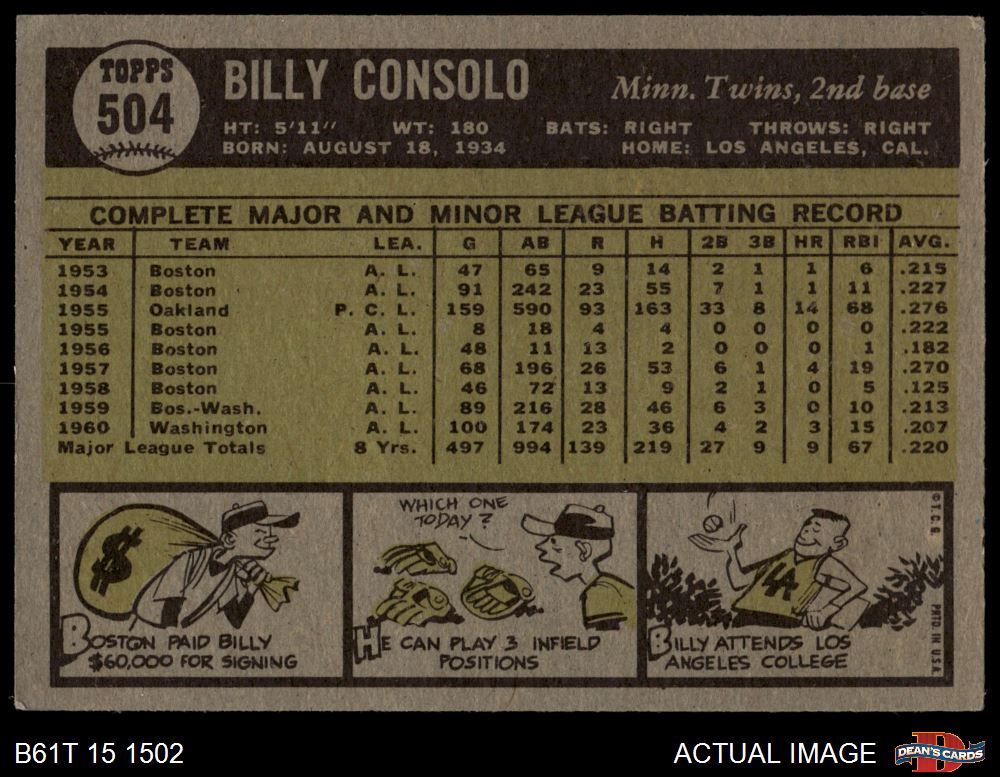 TOPPS
504
BILLY CONSOLO
Minn. Twins, 2nd base
HT: 5'11" WT: 180 BATS: RIGHT THROWS: RIGHT
BORN: AUGUST 18, 1934 HOME: LOS ANGELES, CAL.
COMPLETE MAJOR AND MINOR LEAGUE BATTING RECORD
YEAR TEAM LEA. G AB R H 2B 3B HR RBI AVG.
1953 Boston A. L. 47 65 9 14 2 1 1 6 .215
1954 Boston A. L. 91 242 23 55 7 1 1 11 .227
1955 Oakland P. C. L. 159 590 93 163 33 8 14 68 .276
1955 Boston A. L. 8 18 4 4 0 0 0 0 .222
1956 Boston A. L. 48 11 13 2 0 0 0 1 .182
1957 Boston A. L. 68 196 26 53 6 1 4 19 .270
1958 Boston A. L. 46 72 13 9 2 1 0 5 .125
1959 Bos.-Wash. A. L. 89 216 28 46 6 3 0 10 .213
1960 Washington A. L. 100 174 23 36 4 2 3 15 .207
Major League Totals 8 Yrs. 497 994 139 219 27 9 9 67 .220
$
BOSTON PAID BILLY
$60,000 FOR SIGNING
WHICH ONE
TODAY?
HE CAN PLAY 3 INFIELD
POSITIONS
LA
BILLY ATTENDS LOS
ANGELES COLLEGE
© T. C. G. PRTD IN U.S.A.
B61T 15 1502
ACTUAL IMAGE
D
DEAN'S CARDS